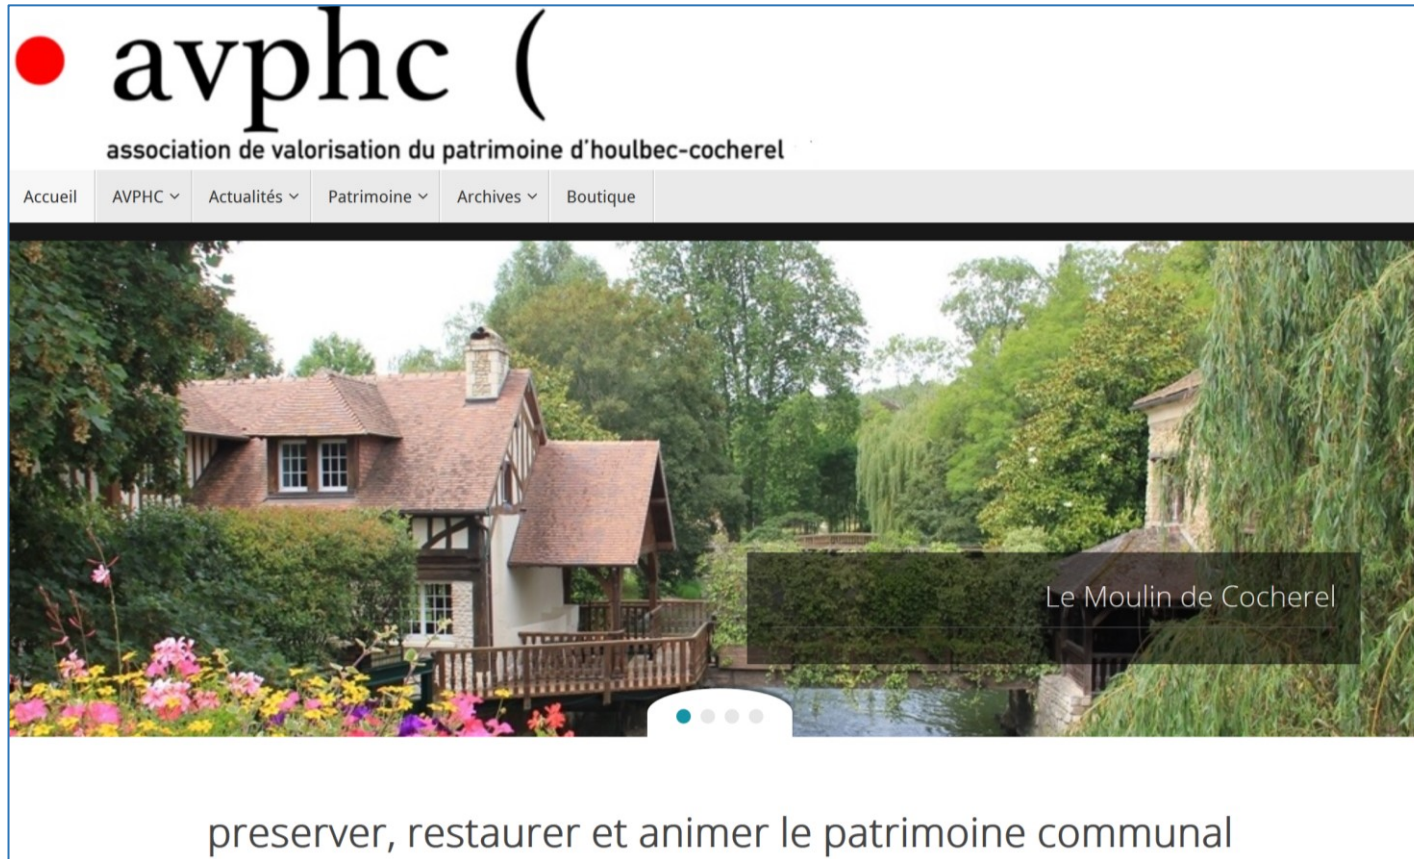 avphc (
association de valorisation du patrimoine d'houlbec-cocherel
Accueil AVPHC Actualités Patrimoine Archives Boutique
Le Moulin de Cocherel
preserver, restaurer et animer le patrimoine communal